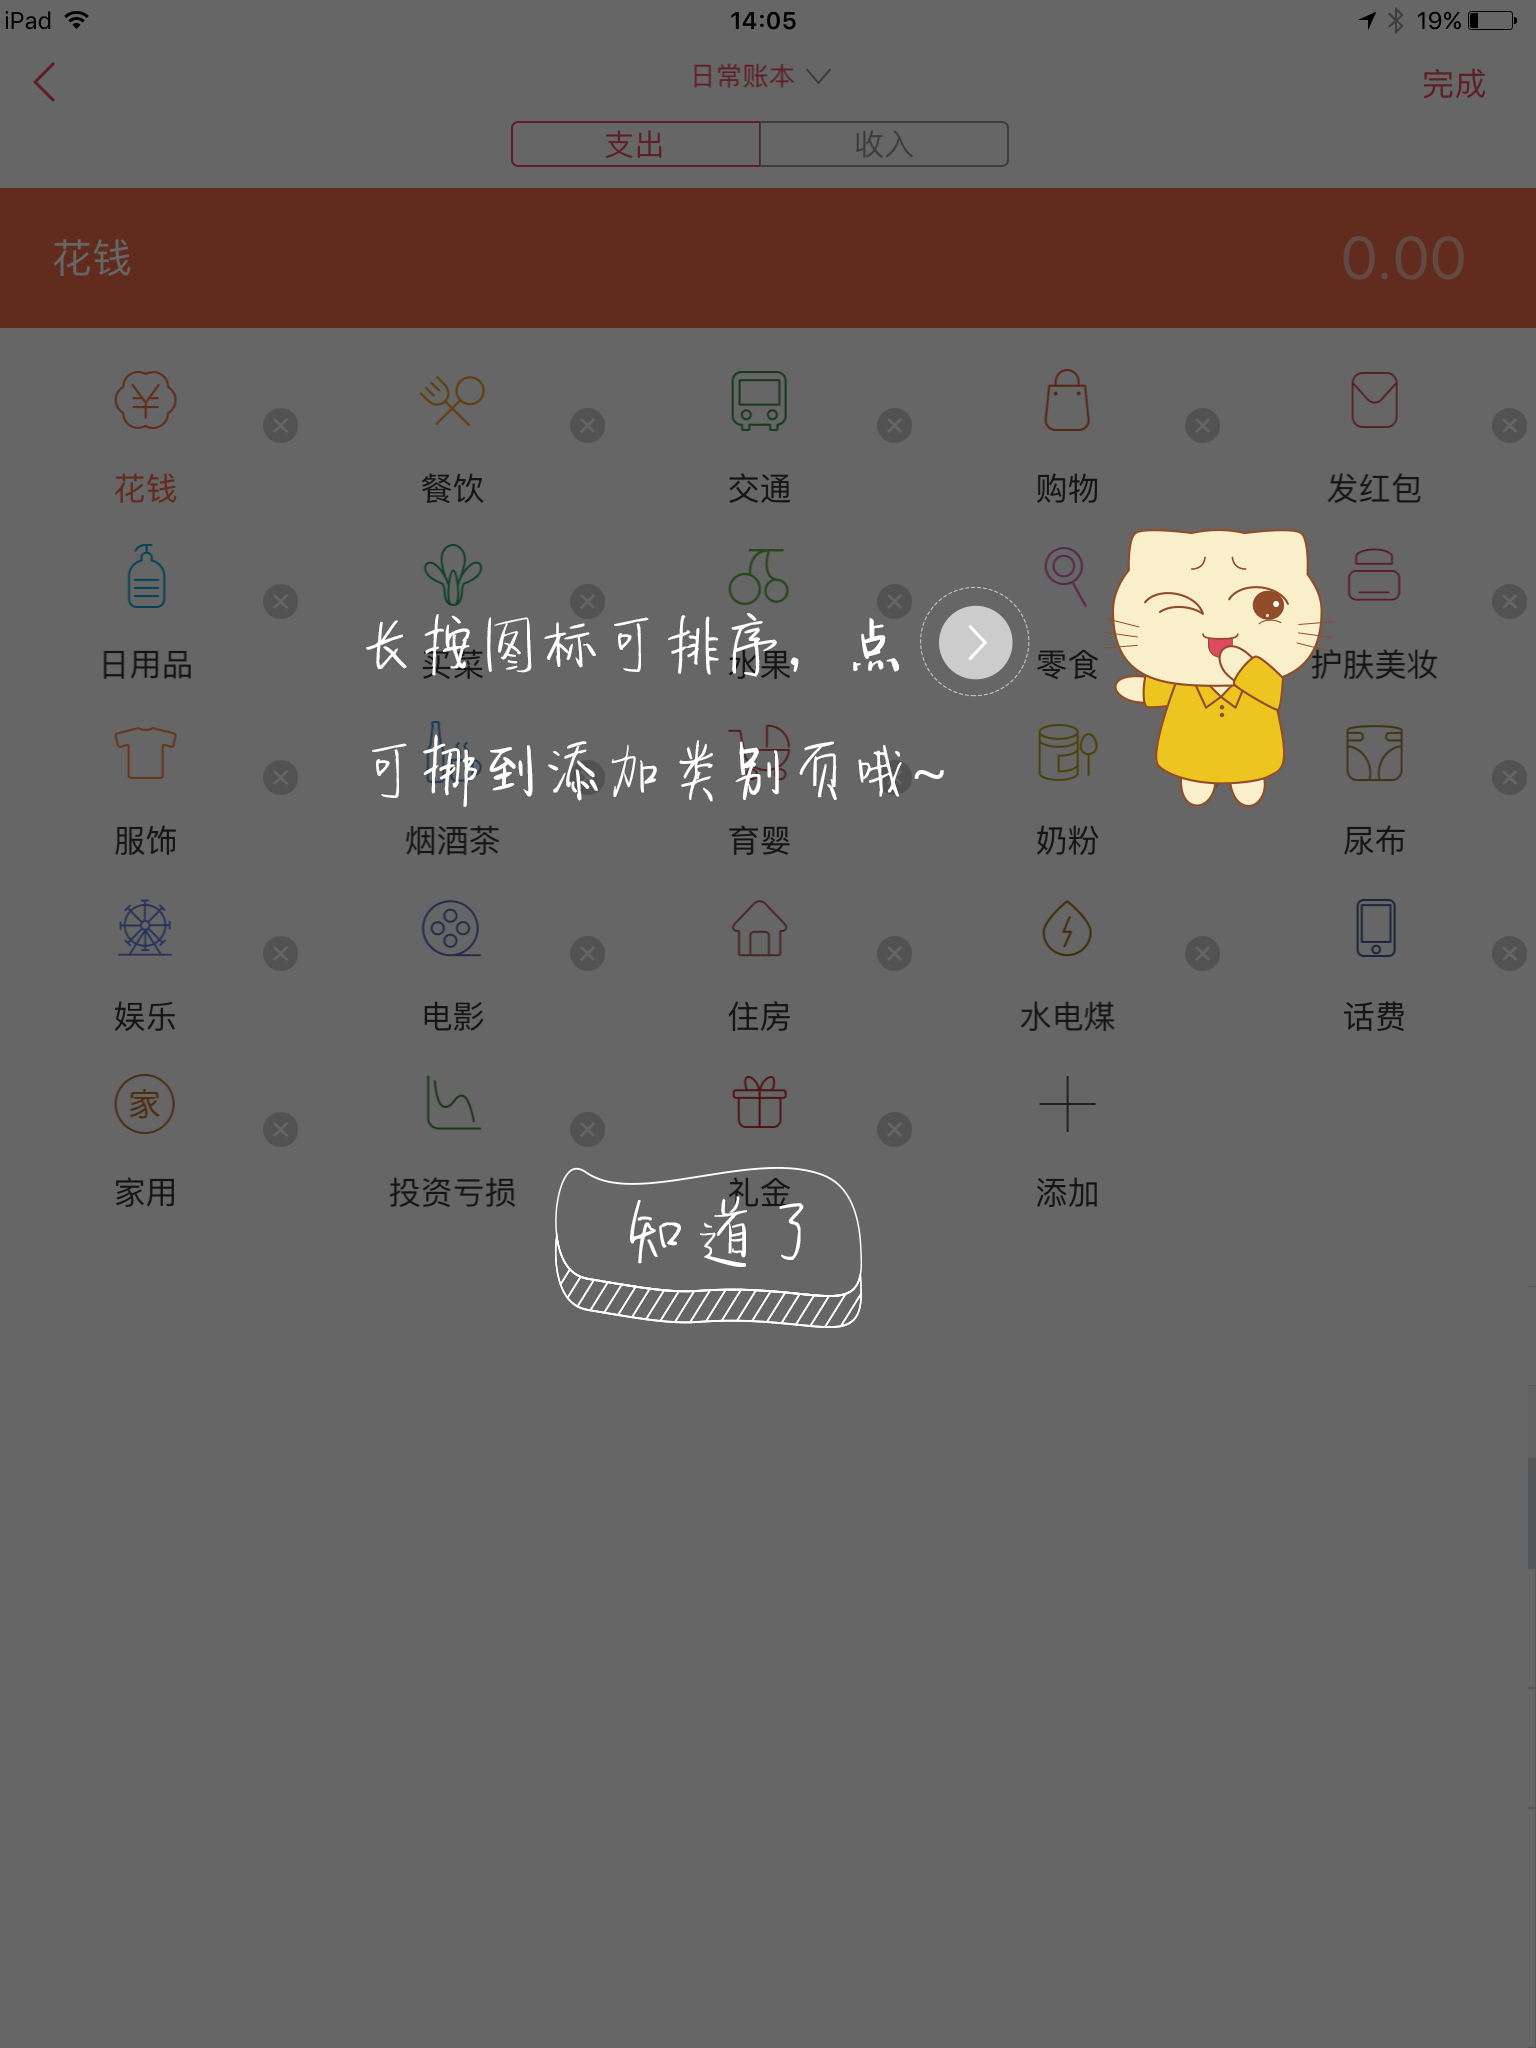 iPad 14:05 19%
日常账本
完成
支出 收入
花钱 0.00
花钱 餐饮 交通 购物 发红包
长按图标可排序，点
日用品 买菜 水果 零食 护肤美妆
可挪到添加类别页哦~
服饰 烟酒茶 育婴 奶粉 尿布
娱乐 电影 住房 水电煤 话费
家
家用 投资亏损 礼金 添加
知道了